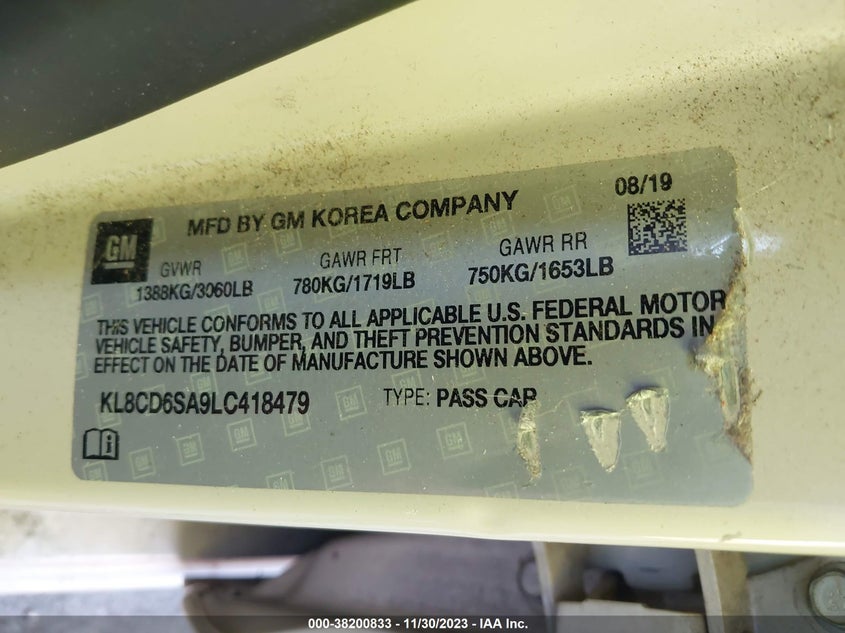 GM
MFD BY GM KOREA COMPANY
08/19
GVWR
1388KG/3060LB
GAWR FRT
780KG/1719LB
GAWR RR
750KG/1653LB
THIS VEHICLE CONFORMS TO ALL APPLICABLE U.S. FEDERAL MOTOR
VEHICLE SAFETY, BUMPER, AND THEFT PREVENTION STANDARDS IN
EFFECT ON THE DATE OF MANUFACTURE SHOWN ABOVE.
KL8CD6SA9LC418479
TYPE: PASS CAR
000-38200833 - 11/30/2023 - IAA Inc.